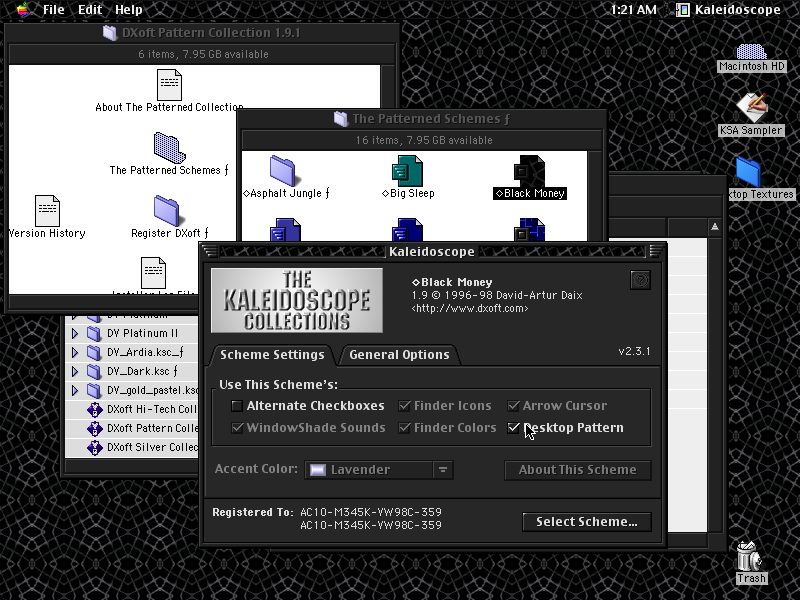 File Edit Help
1:21 AM Kaleidoscope
DXoft Pattern Collection 1.9.1
6 items, 7.95 GB available
About The Patterned Collection
The Patterned Schemes ƒ
Version History
Register DXoft ƒ
The Patterned Schemes ƒ
16 items, 7.95 GB available
◇Asphalt Jungle ƒ
◇Big Sleep
◇Black Money
Macintosh HD
KSA Sampler
ktop Textures
Trash
DV Platinum
DV Platinum II
DV_Ardia.ksc_ƒ
DV_Dark.ksc ƒ
DV_gold_pastel.ksc
DXoft Hi-Tech Coll
DXoft Pattern Colle
DXoft Silver Collec
Kaleidoscope
THE
KALEIDOSCOPE
COLLECTIONS
◇Black Money
1.9 © 1996-98 David-Artur Daix
<http://www.dxoft.com>
v2.3.1
Scheme Settings
General Options
Use This Scheme's:
Alternate Checkboxes
Finder Icons
Arrow Cursor
WindowShade Sounds
Finder Colors
Desktop Pattern
Accent Color: Lavender
About This Scheme
Registered To: AC10-M345K-YW98C-359
AC10-M345K-YW98C-359
Select Scheme...